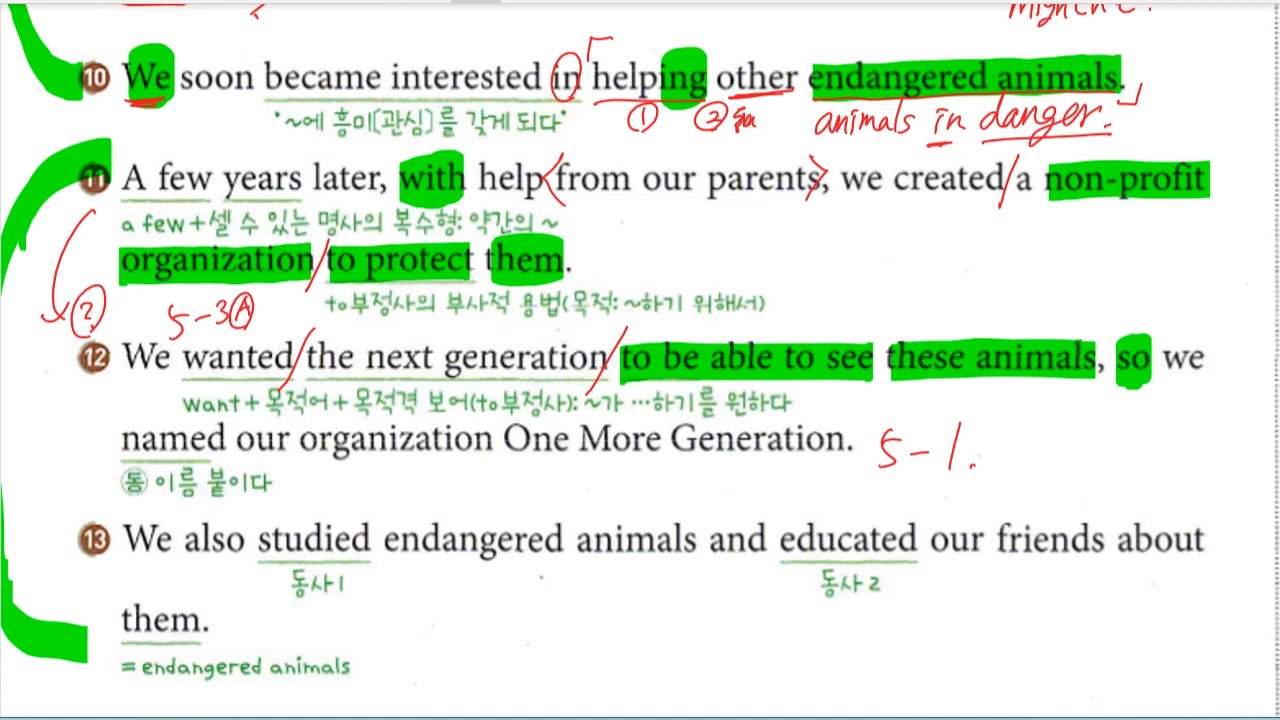 ⑩ We soon became interested in helping other endangered animals.
~에 흥미[관심]를 갖게 되다 ① ② animals in danger.
⑪ A few years later, with help from our parents, we created a non-profit
a few+셀 수 있는 명사의 복수형: 약간의 ~
organization to protect them.
to부정사의 부사적 용법(목적: ~하기 위해서)
? 5-3A
⑫ We wanted the next generation to be able to see these animals, so we
want+목적어+목적격 보어(to부정사): ~가 …하기를 원하다
named our organization One More Generation. 5-1.
동 이름 붙이다
⑬ We also studied endangered animals and educated our friends about
동사1 동사2
them.
= endangered animals